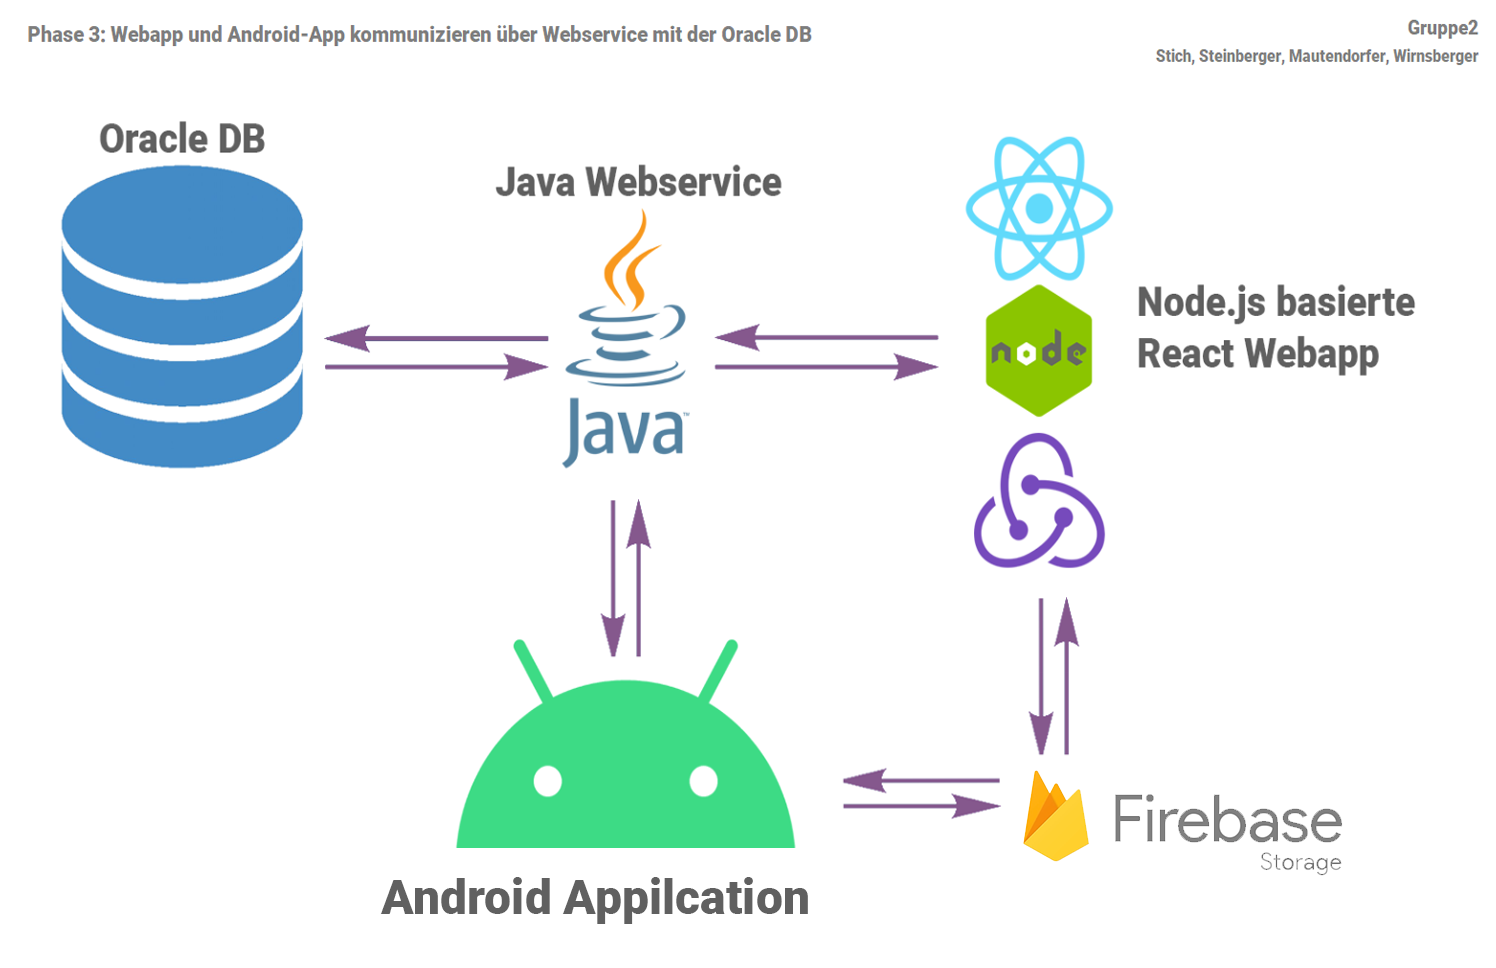 Phase 3: Webapp und Android-App kommunizieren über Webservice mit der Oracle DB
Gruppe2
Stich, Steinberger, Mautendorfer, Wirnsberger
Oracle DB
Java Webservice
Node.js basierte
React Webapp
node
Java™
Firebase
Storage
Android Appilcation